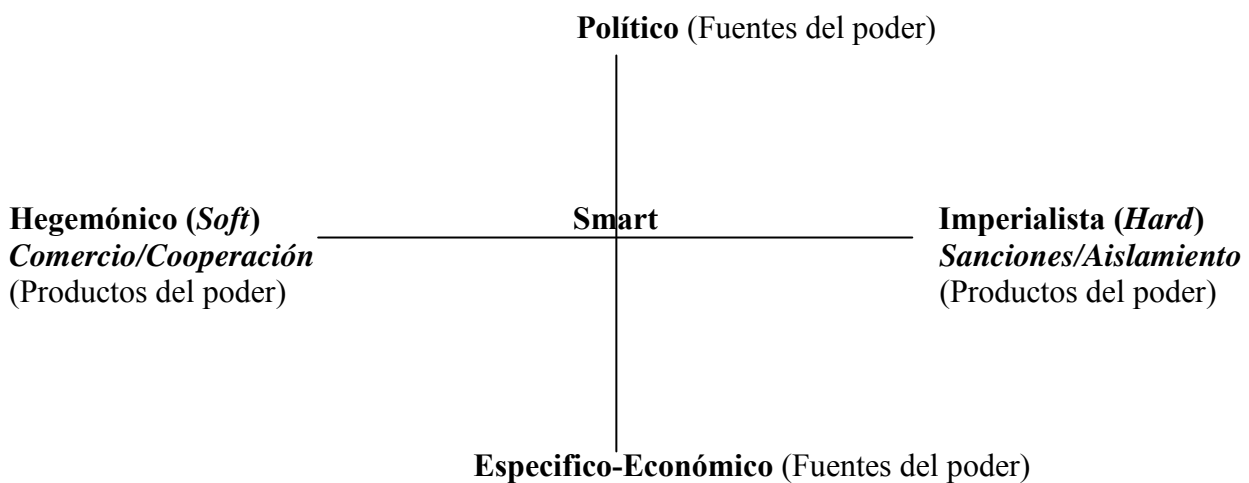 Político (Fuentes del poder)
Hegemónico (Soft)
Comercio/Cooperación
(Productos del poder)
Smart
Imperialista (Hard)
Sanciones/Aislamiento
(Productos del poder)
Especifico-Económico (Fuentes del poder)